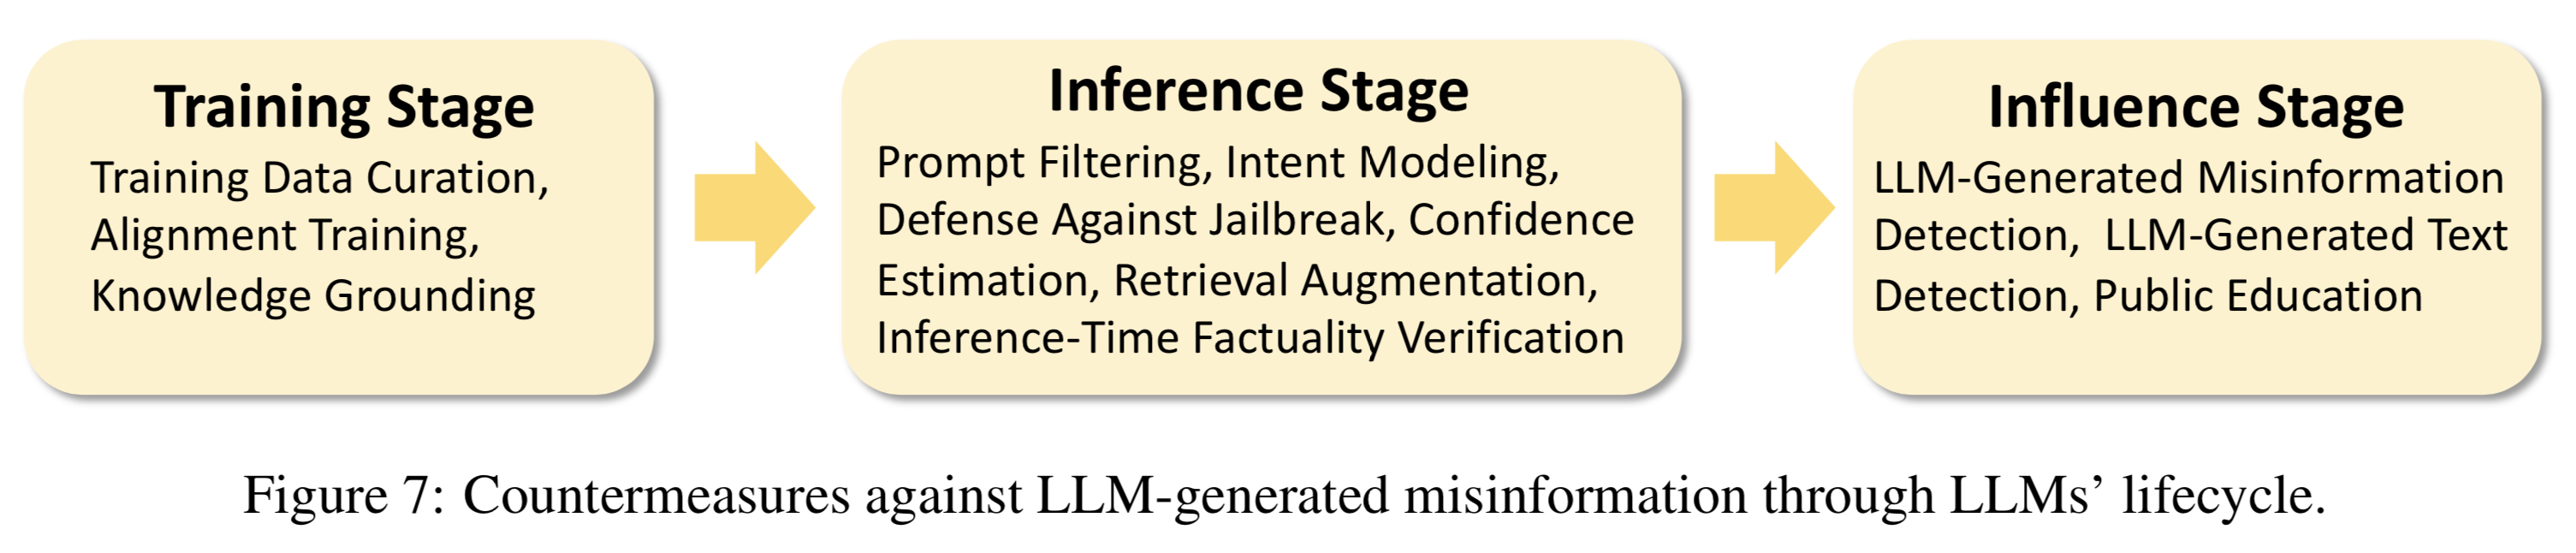 Training Stage
Training Data Curation,
Alignment Training,
Knowledge Grounding
Inference Stage
Prompt Filtering, Intent Modeling,
Defense Against Jailbreak, Confidence
Estimation, Retrieval Augmentation,
Inference-Time Factuality Verification
Influence Stage
LLM-Generated Misinformation
Detection, LLM-Generated Text
Detection, Public Education
Figure 7: Countermeasures against LLM-generated misinformation through LLMs’ lifecycle.